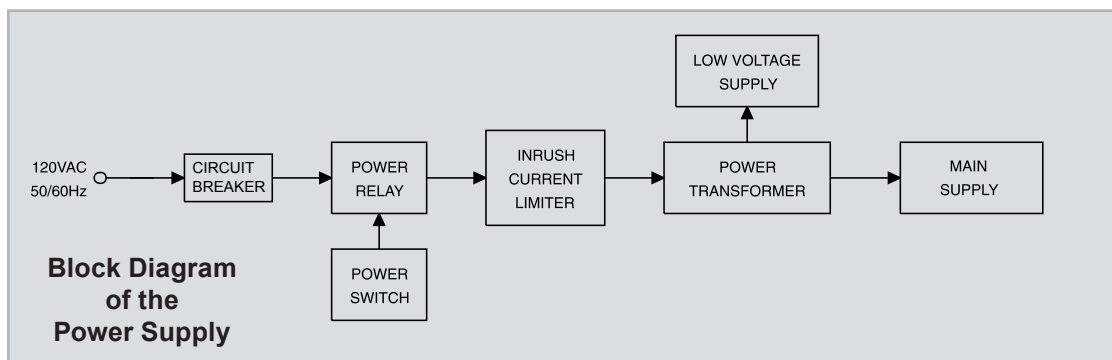 LOW VOLTAGE
SUPPLY
120VAC
50/60Hz
CIRCUIT
BREAKER
POWER
RELAY
INRUSH
CURRENT
LIMITER
POWER
TRANSFORMER
MAIN
SUPPLY
POWER
SWITCH
Block Diagram
of the
Power Supply